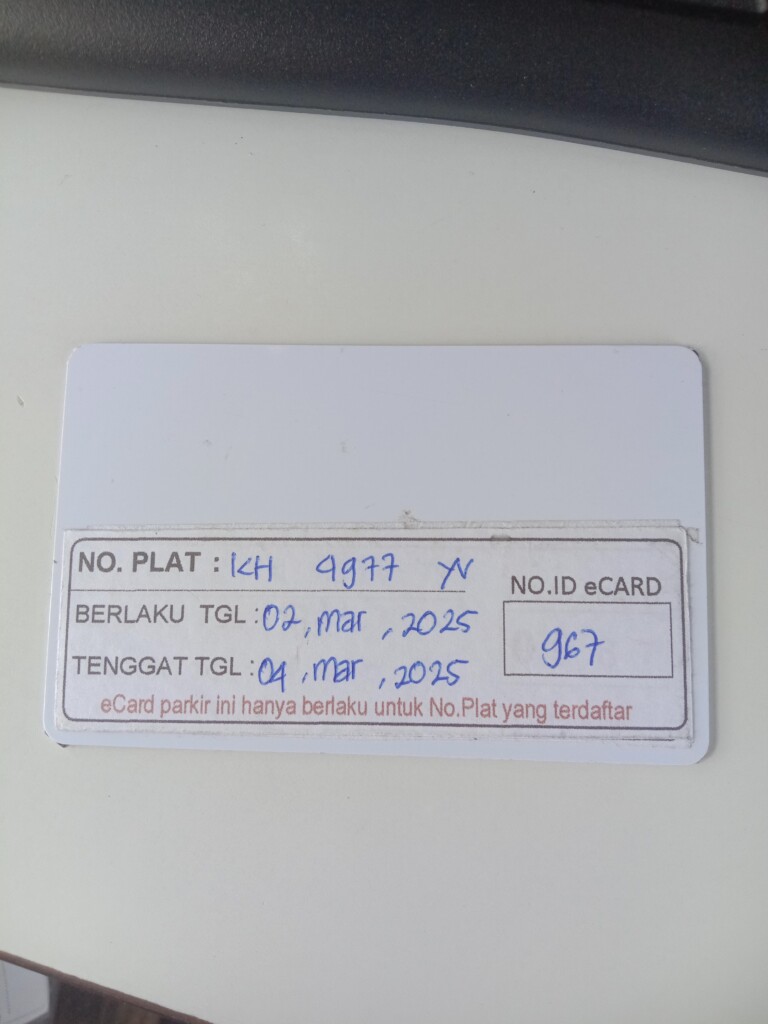 NO. PLAT : KH 4977 YV
NO.ID eCARD
BERLAKU TGL : 02, mar, 2025
967
TENGGAT TGL : 04, mar, 2025
eCard parkir ini hanya berlaku untuk No.Plat yang terdaftar